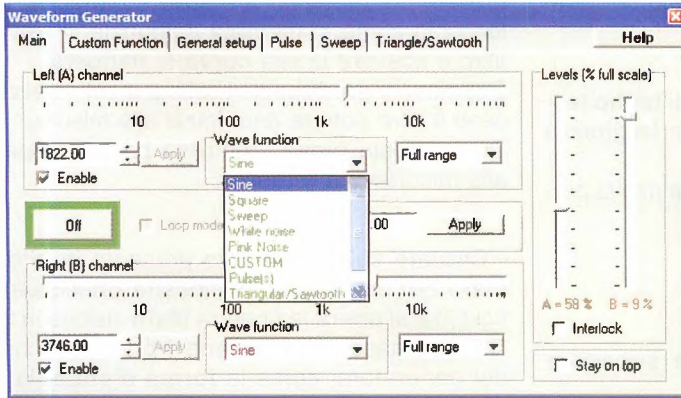 Waveform Generator
Main Custom Function General setup Pulse Sweep Triangle/Sawtooth Help
Left (A) channel
Levels (% full scale)
10 100 1k 10k
Wave function
1822.00 Apply Sine Full range
Enable
Sine
Square
Sweep
White noise
Pink Noise
CUSTOM
Pulse(s)
Triangular/Sawtooth
Off Loop mode .00 Apply
Right (B) channel
10 100 1k 10k
Wave function
3746.00 Apply Sine Full range
Enable
A = 59 % B = 9 %
Interlock
Stay on top